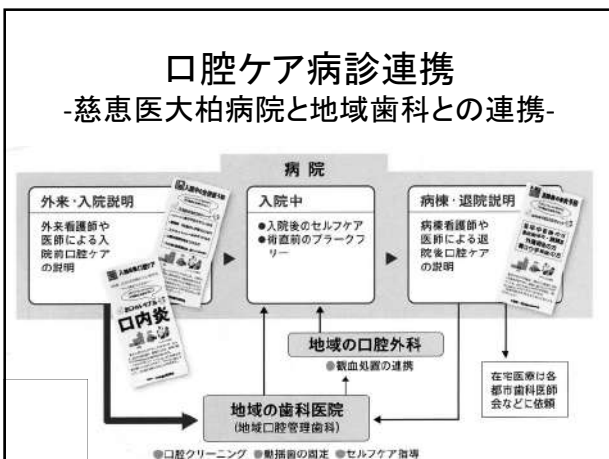 口腔ケア病診連携
-慈恵医大柏病院と地域歯科との連携-
病院
外来・入院説明
外来看護師や
医師による入
院前口腔ケア
の説明
口内炎
入院中
●入院後のセルフケア
●術直前のプラークフ
リー
病棟・退院説明
病棟看護師や
医師による退
院後口腔ケア
の説明
地域の口腔外科
●観血処置の連携
地域の歯科医院
(地域口腔管理歯科)
●口腔クリーニング ●動揺歯の固定 ●セルフケア指導
在宅医療は各
都市歯科医師
会などに依頼